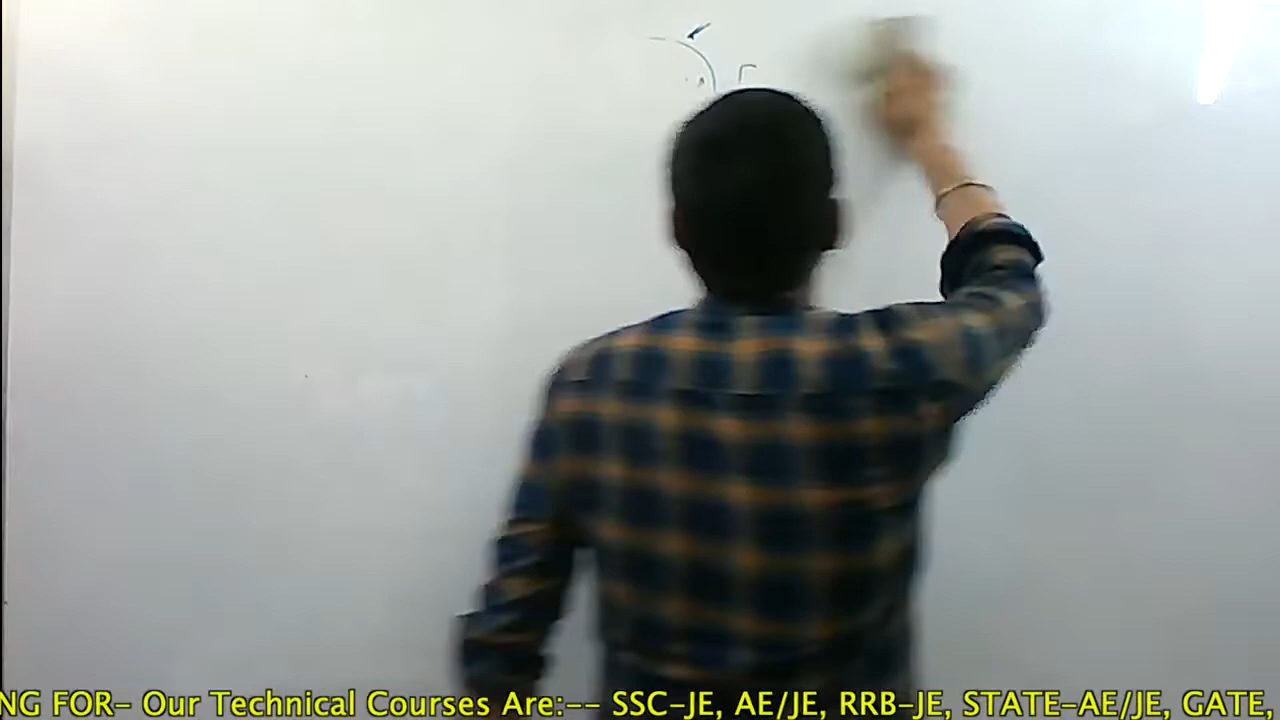 NG FOR- Our Technical Courses Are:-- SSC-JE, AE/JE, RRB-JE, STATE-AE/JE, GATE,